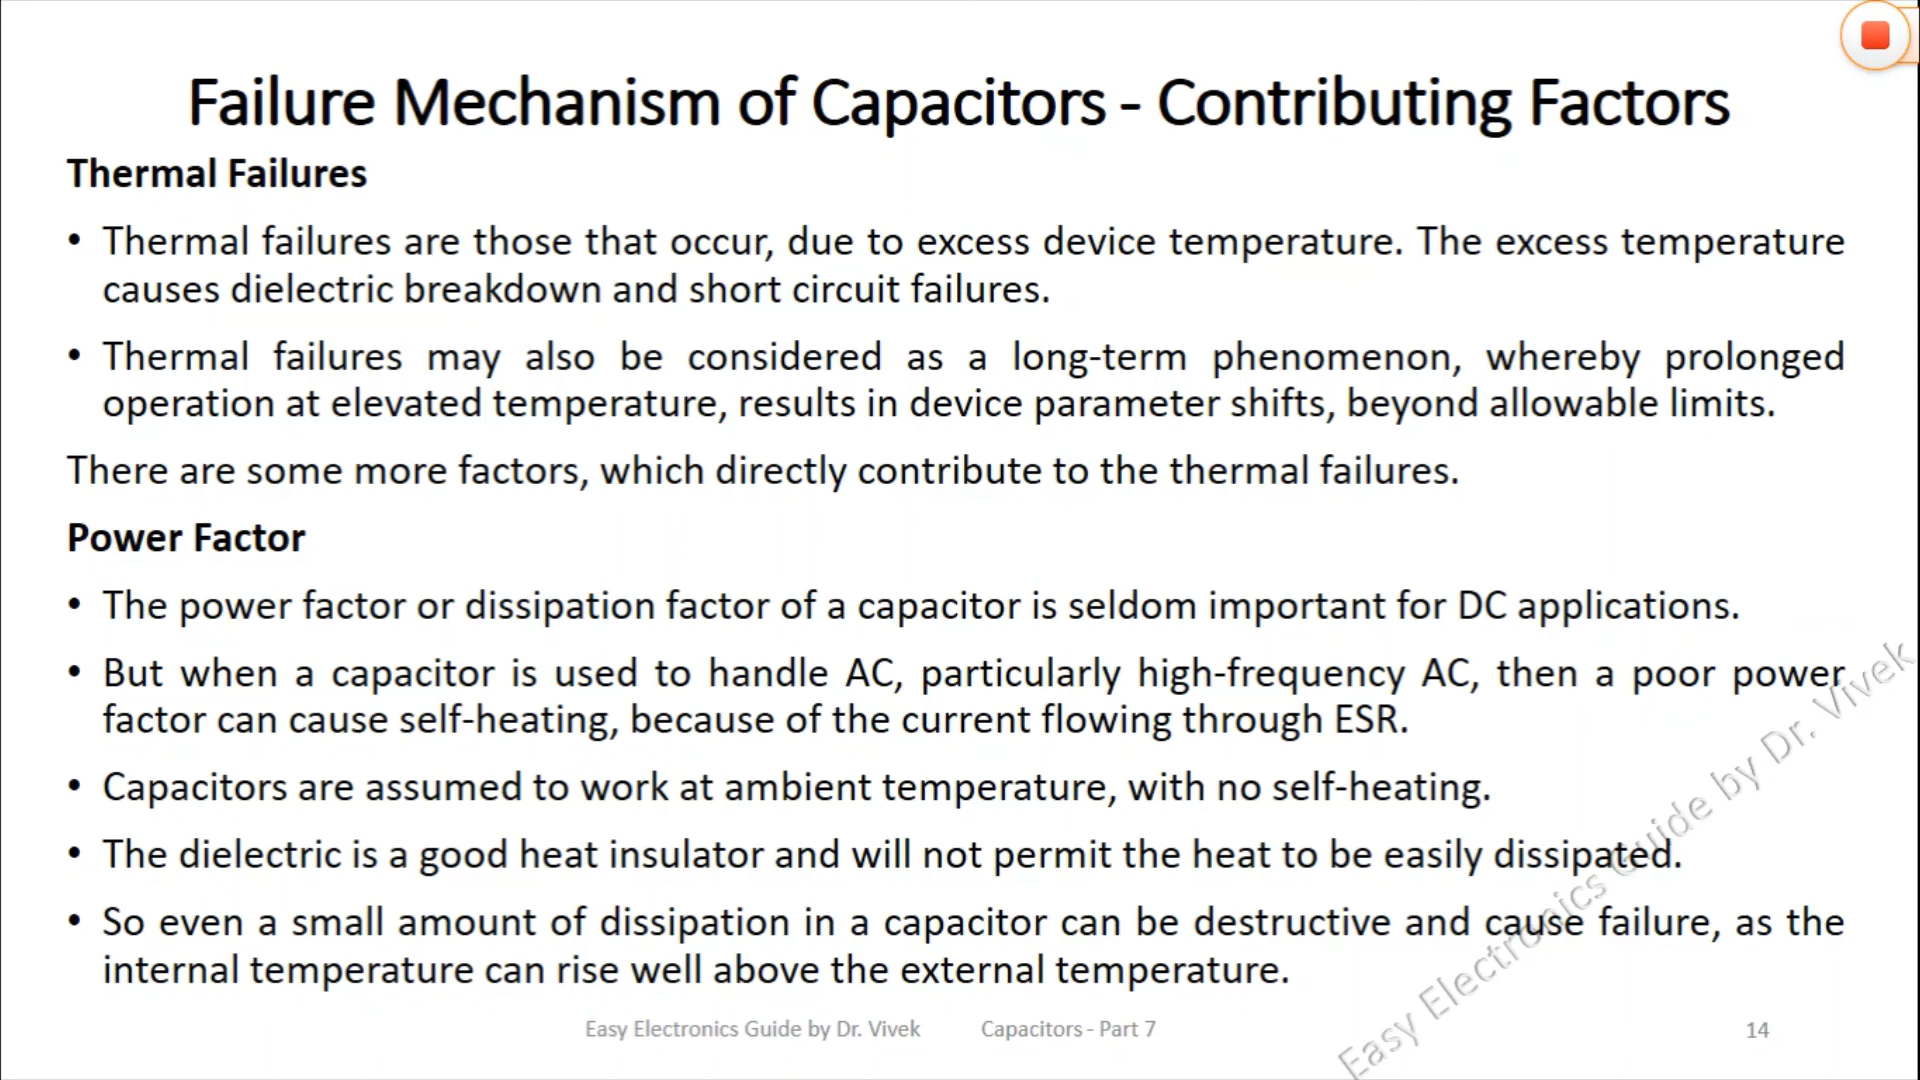 Failure Mechanism of Capacitors - Contributing Factors
Thermal Failures
• Thermal failures are those that occur, due to excess device temperature. The excess temperature
causes dielectric breakdown and short circuit failures.
• Thermal failures may also be considered as a long-term phenomenon, whereby prolonged
operation at elevated temperature, results in device parameter shifts, beyond allowable limits.
There are some more factors, which directly contribute to the thermal failures.
Power Factor
• The power factor or dissipation factor of a capacitor is seldom important for DC applications.
• But when a capacitor is used to handle AC, particularly high-frequency AC, then a poor power
factor can cause self-heating, because of the current flowing through ESR.
• Capacitors are assumed to work at ambient temperature, with no self-heating.
• The dielectric is a good heat insulator and will not permit the heat to be easily dissipated.
• So even a small amount of dissipation in a capacitor can be destructive and cause failure, as the
internal temperature can rise well above the external temperature.
Easy Electronics Guide by Dr. Vivek
Easy Electronics Guide by Dr. Vivek Capacitors - Part 7 14